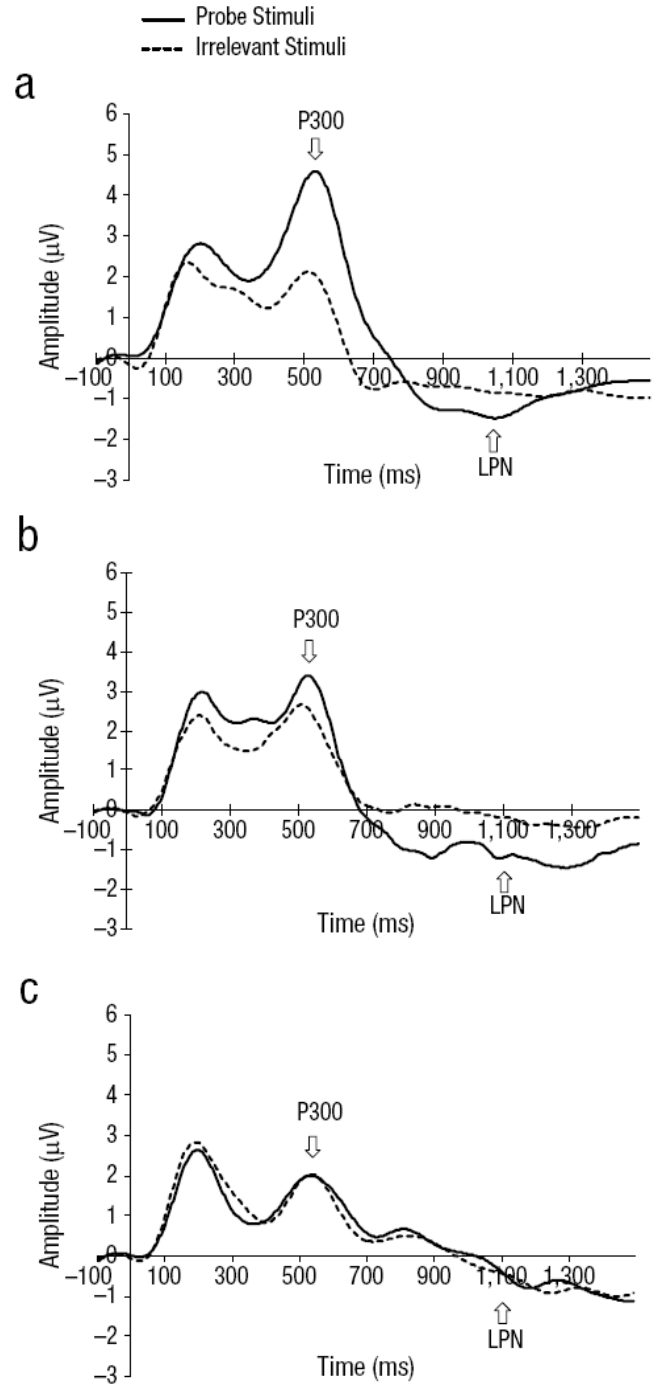 Probe Stimuli
Irrelevant Stimuli
a
6
5
4
3
2
1
0
−1
−2
−3
Amplitude (μV)
P300
−100 100 300 500 700 900 1,100 1,300
LPN
Time (ms)
b
6
5
4
3
2
1
0
−1
−2
−3
Amplitude (μV)
P300
−100 100 300 500 700 900 1,100 1,300
LPN
Time (ms)
c
6
5
4
3
2
1
0
−1
−2
−3
Amplitude (μV)
P300
−100 100 300 500 700 900 1,100 1,300
LPN
Time (ms)